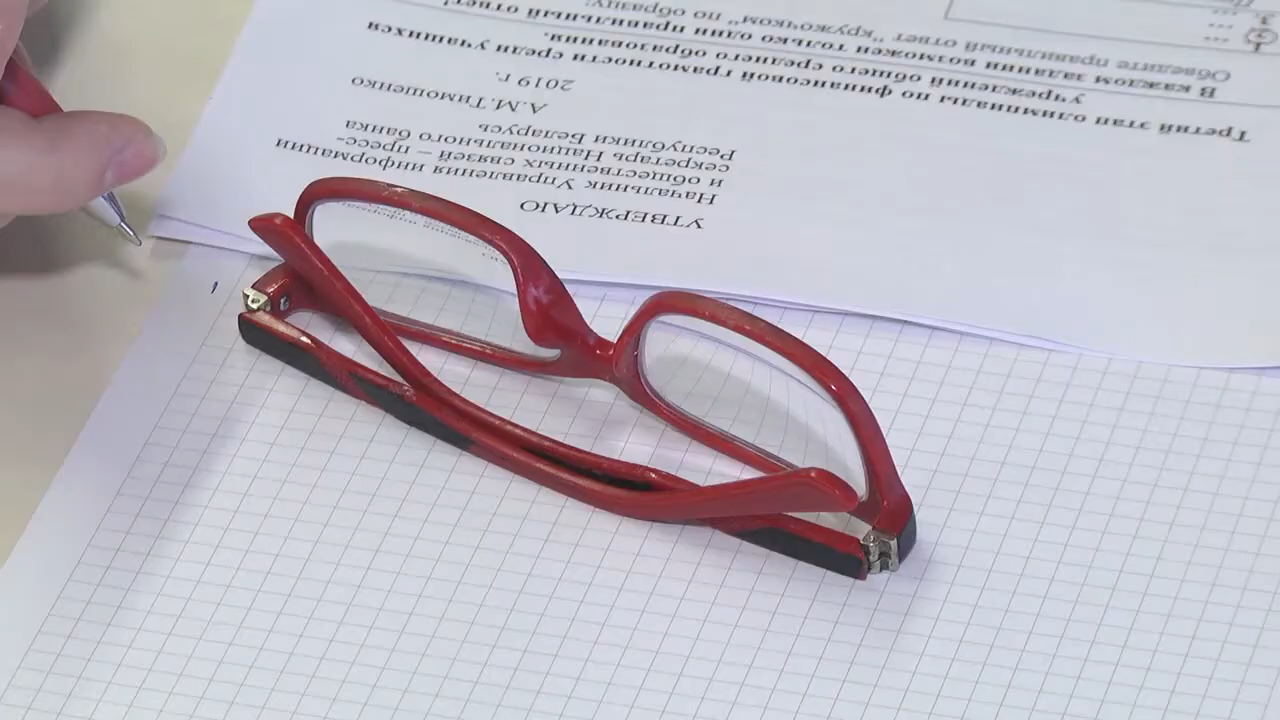 УТВЕРЖДАЮ
Начальник Управления информации
и общественных связей – пресс-
секретарь Национального банка
Республики Беларусь
А.М.Тимошенко
2019 г.
Третий этап олимпиады по финансовой грамотности среди учащихся
учреждений общего среднего образования.
В каждом задании возможен только один правильный ответ!
Обведите правильный ответ "кружочком" по образцу: